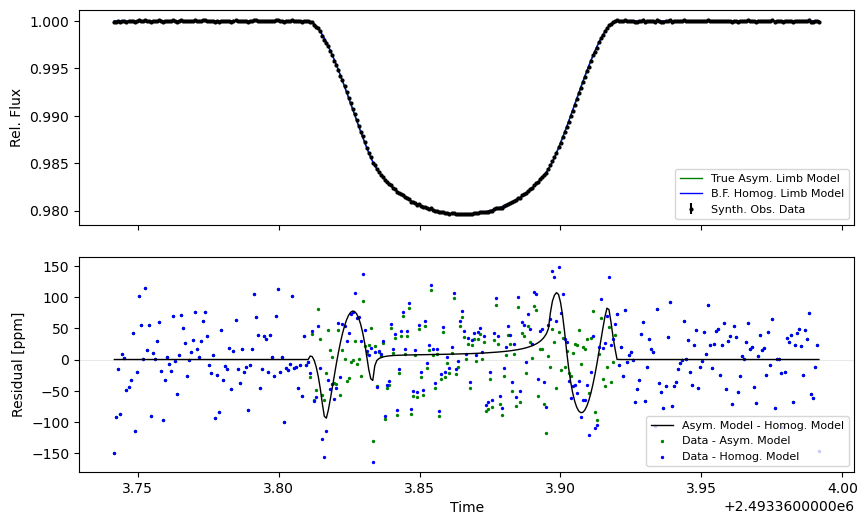 1.000
0.995
0.990
0.985
0.980
Rel. Flux
True Asym. Limb Model
B.F. Homog. Limb Model
Synth. Obs. Data
150
100
50
0
−50
−100
−150
Residual [ppm]
Asym. Model - Homog. Model
Data - Asym. Model
Data - Homog. Model
3.75
3.80
3.85
3.90
3.95
4.00
Time
+2.4933600000e6